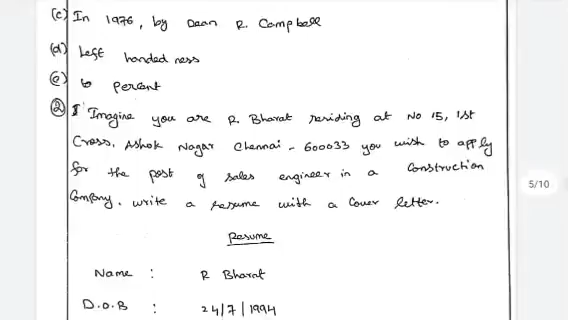 (c) In 1976, by Dean R. Campbell
(d) Left handed ness
(e) 6 percent
② I Imagine you are R. Bharat residing at No 15, 1st
Cross, Ashok Nagar Chennai - 600033 you wish to apply
for the post of sales engineer in a construction
Company. write a resume with a Cover letter.
Resume
Name : R Bharat
D.O.B : 24/7/1994
5/10